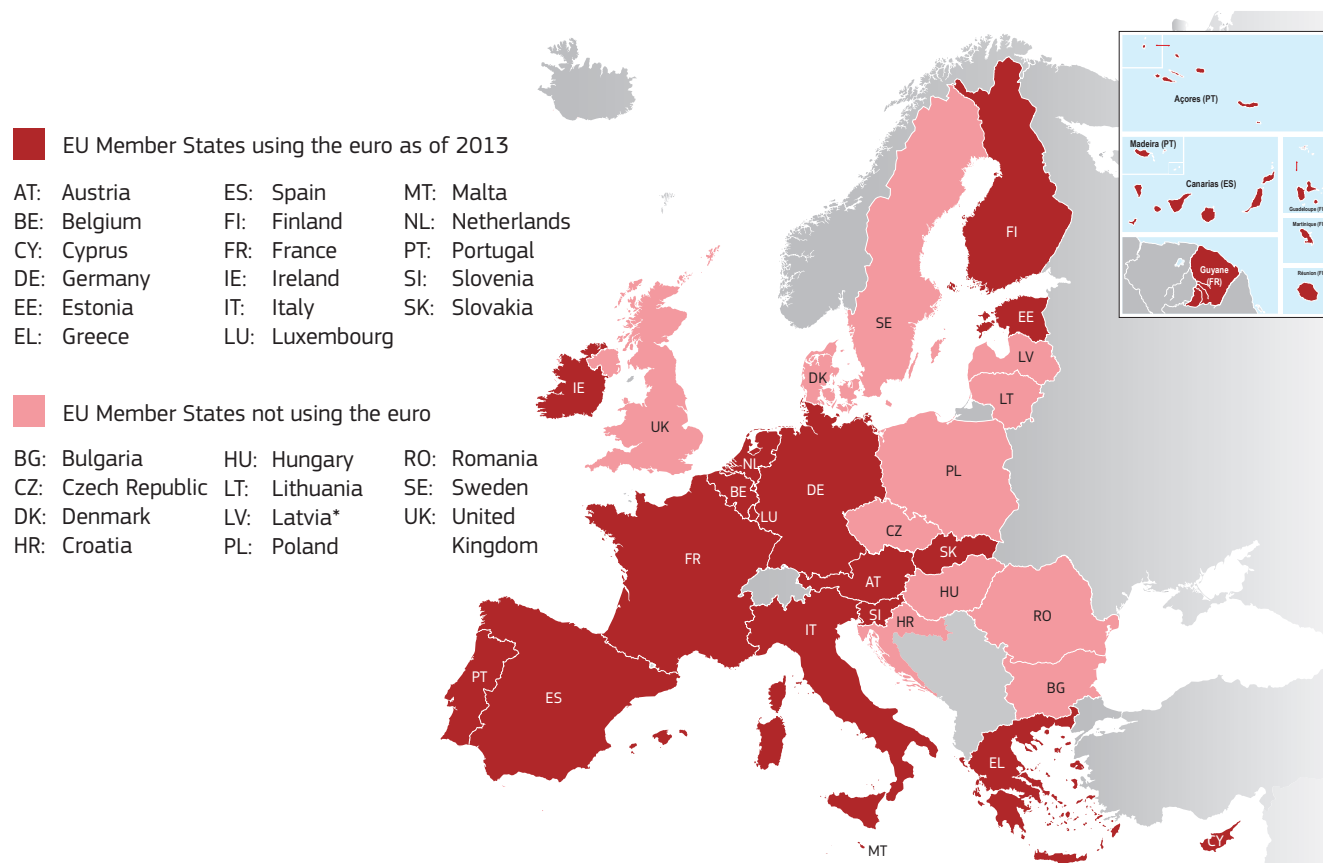 EU Member States using the euro as of 2013
AT: Austria
BE: Belgium
CY: Cyprus
DE: Germany
EE: Estonia
EL: Greece
ES: Spain
FI: Finland
FR: France
IE: Ireland
IT: Italy
LU: Luxembourg
MT: Malta
NL: Netherlands
PT: Portugal
SI: Slovenia
SK: Slovakia
EU Member States not using the euro
BG: Bulgaria
CZ: Czech Republic
DK: Denmark
HR: Croatia
HU: Hungary
LT: Lithuania
LV: Latvia*
PL: Poland
RO: Romania
SE: Sweden
UK: United
Kingdom
Açores (PT)
Madeira (PT)
Canarias (ES)
Guadeloupe (F
Martinique (F
Guyane
(FR)
Réunion (F
FI
SE
EE
LV
DK
LT
IE
UK
NL
PL
BE
DE
LU
CZ
FR
SK
AT
HU
SI
HR
RO
IT
PT
ES
BG
EL
MT
CY